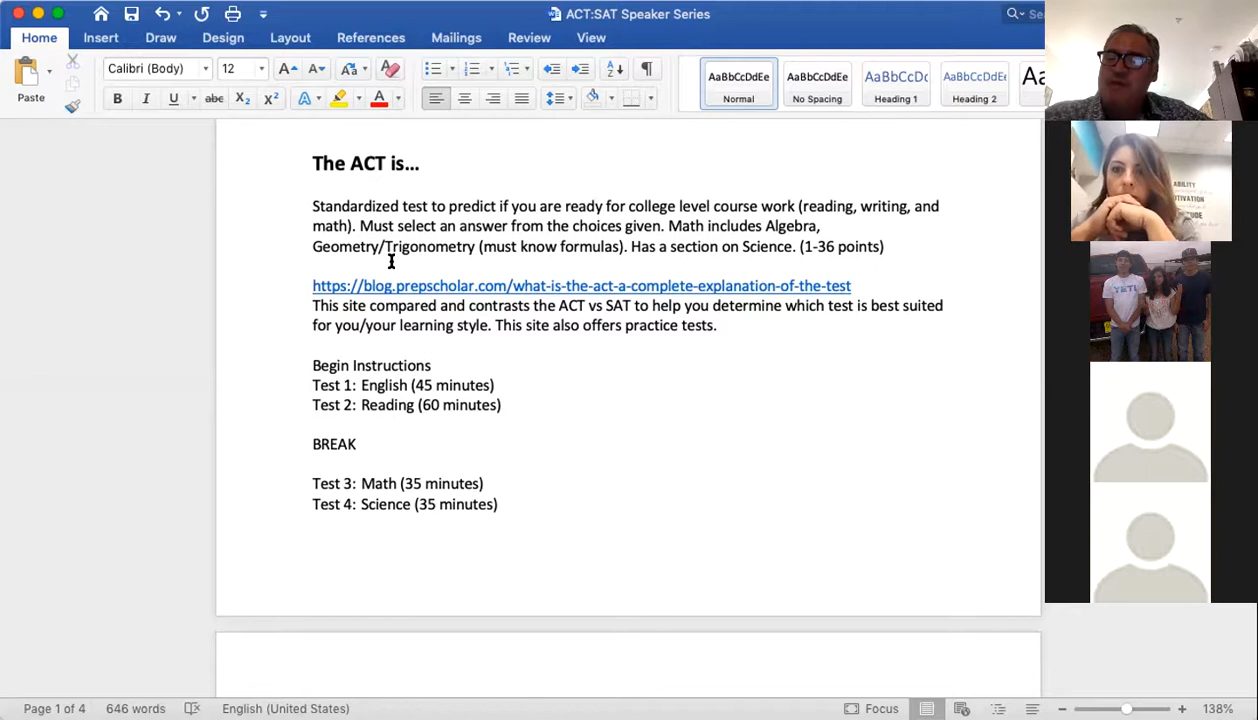 ACT:SAT Speaker Series
Home Insert Draw Design Layout References Mailings Review View
Calibri (Body) 12
Paste
B I U abc X₂ X²
AaBbCcDdEe AaBbCcDdEe AaBbCcDc AaBbCcDdEe
Normal No Spacing Heading 1 Heading 2
The ACT is...
Standardized test to predict if you are ready for college level course work (reading, writing, and
math). Must select an answer from the choices given. Math includes Algebra,
Geometry/Trigonometry (must know formulas). Has a section on Science. (1-36 points)
https://blog.prepscholar.com/what-is-the-act-a-complete-explanation-of-the-test
This site compared and contrasts the ACT vs SAT to help you determine which test is best suited
for you/your learning style. This site also offers practice tests.
Begin Instructions
Test 1: English (45 minutes)
Test 2: Reading (60 minutes)
BREAK
Test 3: Math (35 minutes)
Test 4: Science (35 minutes)
ABILITY
YETI
Page 1 of 4 646 words English (United States) Focus 138%